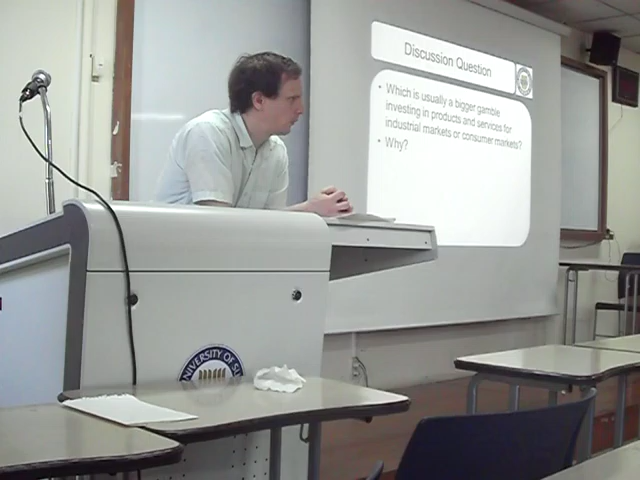 Discussion Question
• Which is usually a bigger gamble
investing in products and services for
industrial markets or consumer markets?
• Why?
UNIVERSITY OF